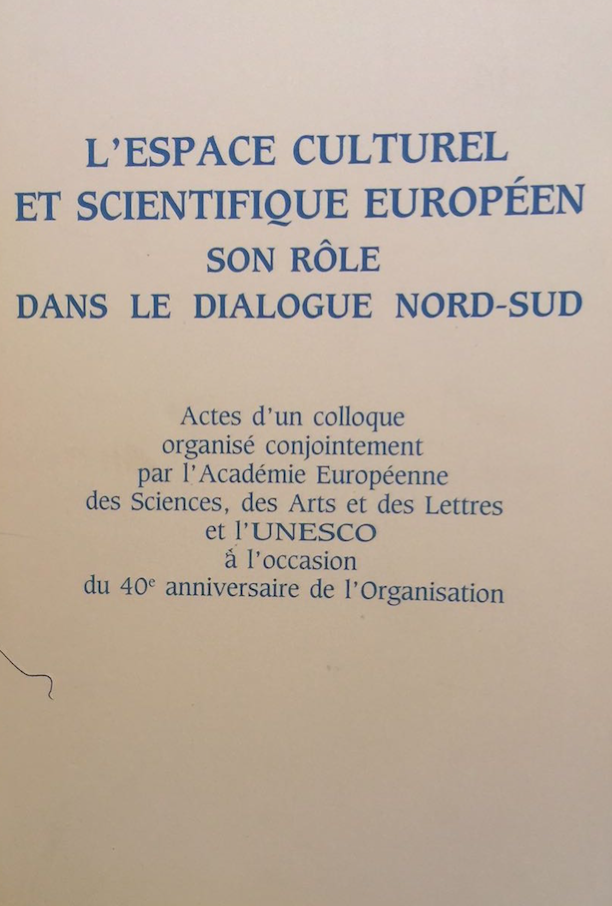 L'ESPACE CULTUREL
ET SCIENTIFIQUE EUROPÉEN
SON RÔLE
DANS LE DIALOGUE NORD-SUD
Actes d'un colloque
organisé conjointement
par l'Académie Européenne
des Sciences, des Arts et des Lettres
et l'UNESCO
à l'occasion
du 40e anniversaire de l'Organisation